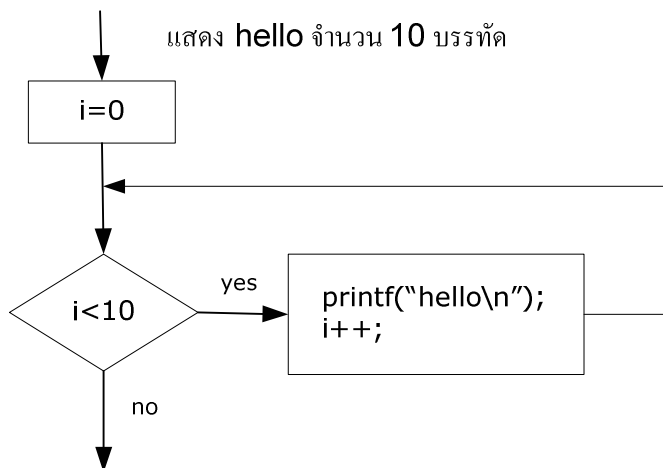 แสดง hello จำนวน 10 บรรทัด
i=0
i<10
yes
printf(“hello\n”);
i++;
no